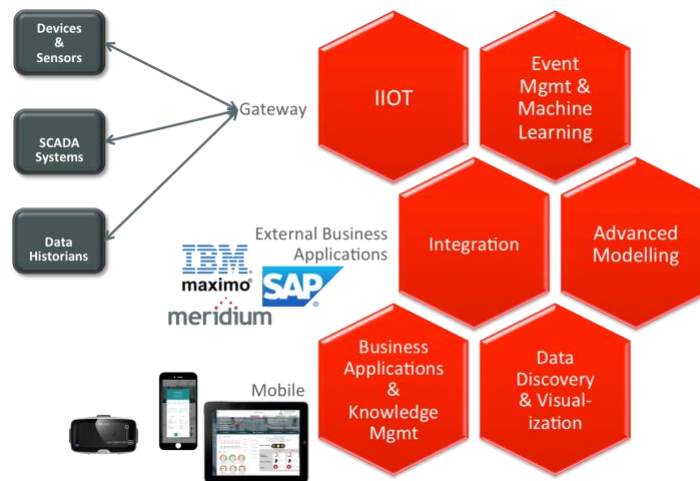 Devices
&
Sensors
SCADA
Systems
Data
Historians
Gateway
IIOT
Event
Mgmt &
Machine
Learning
External Business
Applications
IBM
maximo
SAP
meridium
Integration
Advanced
Modelling
Mobile
Business
Applications
&
Knowledge
Mgmt
Data
Discovery
& Visual-
ization